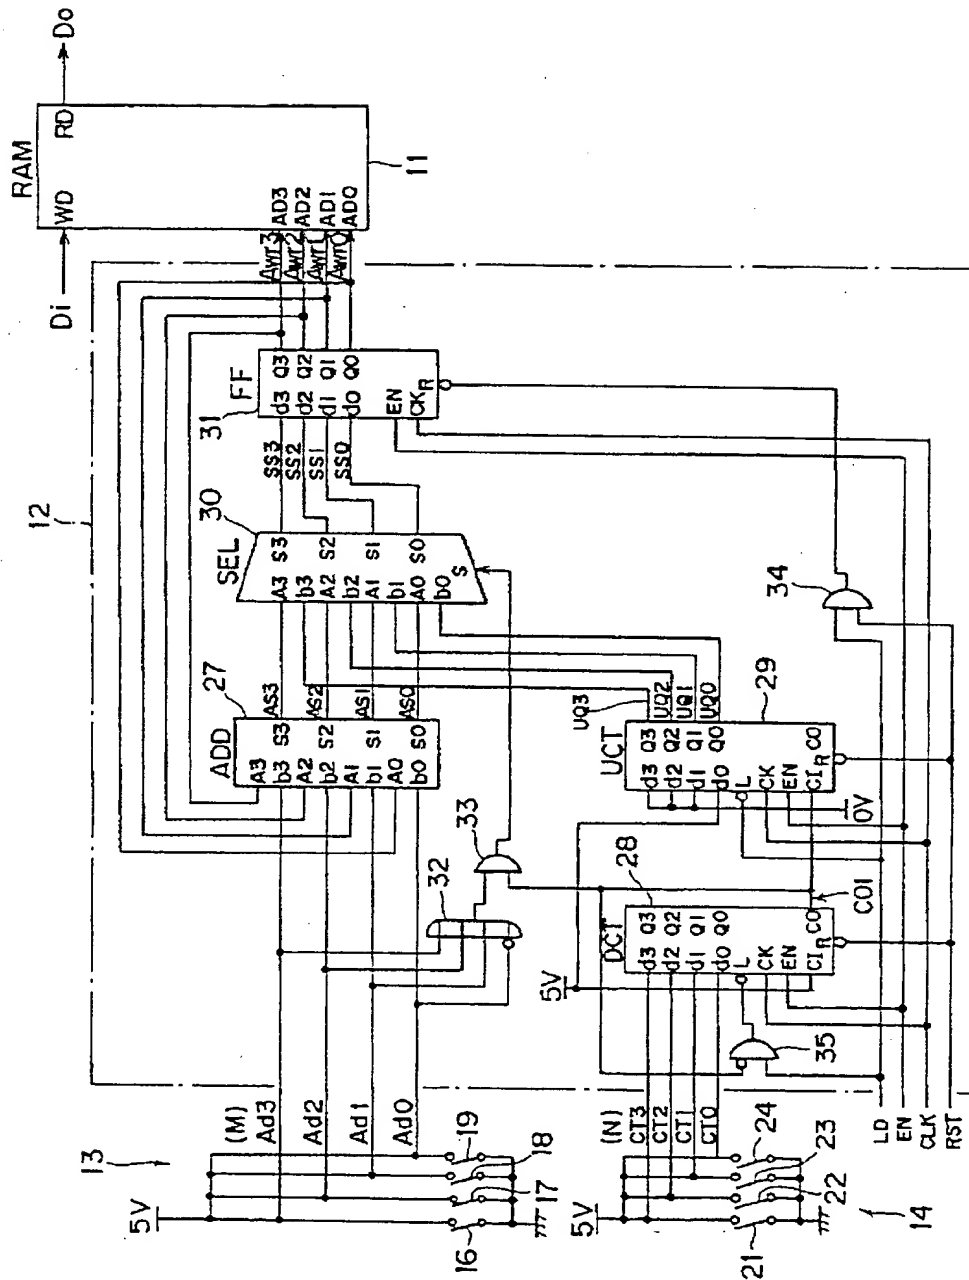 RAM
WD RD
Do
Di
AD3
AD2
AD1
AD0
11
12
AWT3
AWT2
AWT1
AWT0
FF
31
d3 Q3
d2 Q2
d1 Q1
d0 Q0
EN
CK
R
SS3
SS2
SS1
SS0
SEL
30
A3 S3
b3
A2 S2
b2
A1 S1
b1
A0 S0
b0
S
ADD
27
AS3
AS2
AS1
AS0
A3
b3 S3
A2
b2 S2
A1
b1 S1
A0
b0 S0
UQ3
UQ2
UQ1
UQ0
UCT
29
d3 Q3
d2 Q2
d1 Q1
d0 Q0
L
CK
EN
CI CO
R
0V
33
32
34
DCT
28
d3 Q3
d2 Q2
d1 Q1
d0 Q0
L
CK
EN
CI CO
R
CO1
5V
35
13
(M)
Ad3
Ad2
Ad1
Ad0
5V
16
17
18
19
(N)
CT3
CT2
CT1
CT0
5V
21
22
23
24
14
LD
EN
CLK
RST